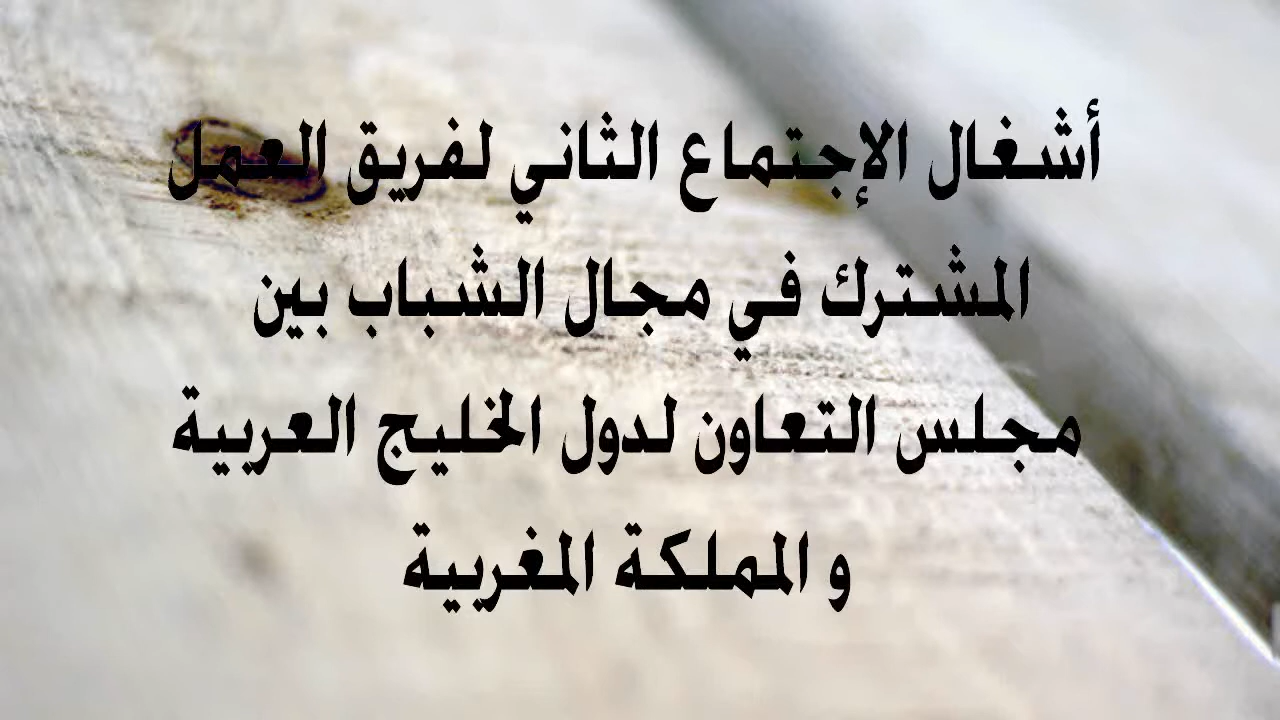 أشغال الإجتماع الثاني لفريق العمل
المشترك في مجال الشباب بين
مجلس التعاون لدول الخليج العربية
و المملكة المغربية